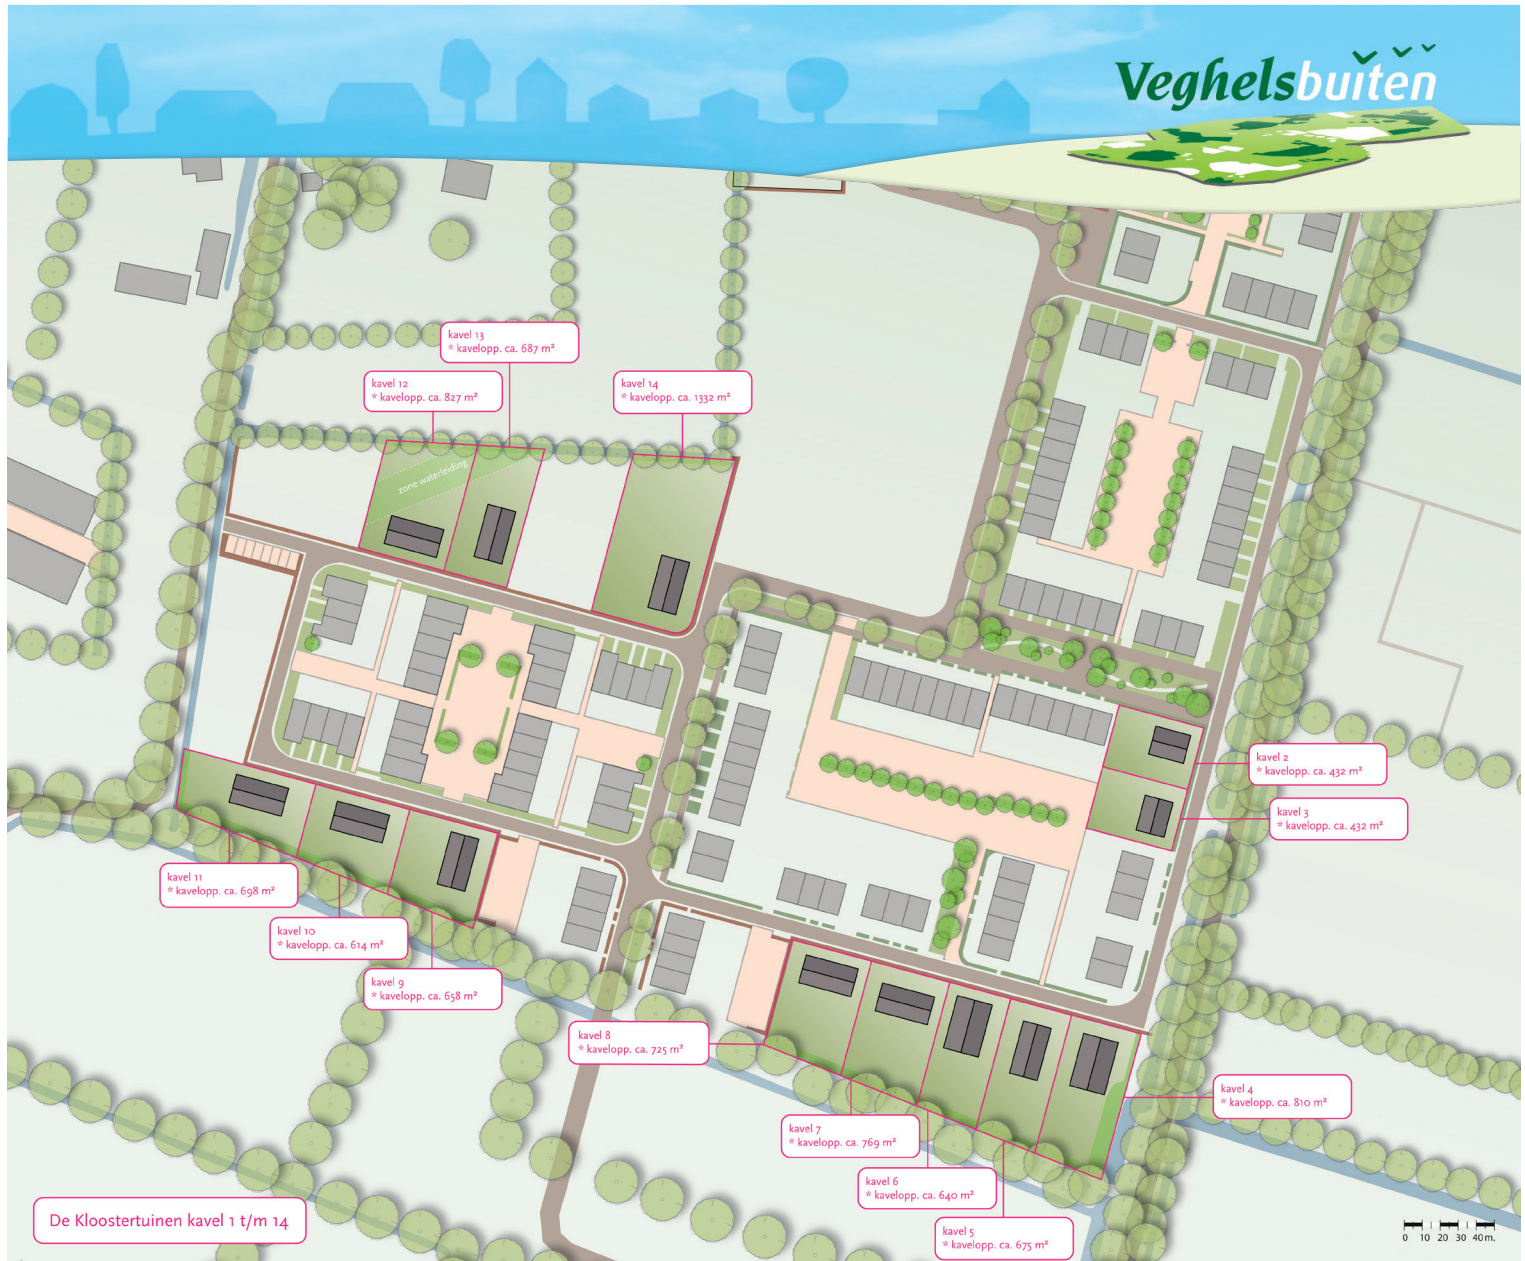 Veghelsbuiten
kavel 13
* kavelopp. ca. 687 m²
kavel 12
* kavelopp. ca. 827 m²
kavel 14
* kavelopp. ca. 1332 m²
zone waterleiding
kavel 2
* kavelopp. ca. 432 m²
kavel 3
* kavelopp. ca. 432 m²
kavel 11
* kavelopp. ca. 698 m²
kavel 10
* kavelopp. ca. 614 m²
kavel 9
* kavelopp. ca. 658 m²
kavel 8
* kavelopp. ca. 725 m²
kavel 4
* kavelopp. ca. 810 m²
kavel 7
* kavelopp. ca. 769 m²
kavel 6
* kavelopp. ca. 640 m²
kavel 5
* kavelopp. ca. 675 m²
De Kloostertuinen kavel 1 t/m 14
0 10 20 30 40 m.